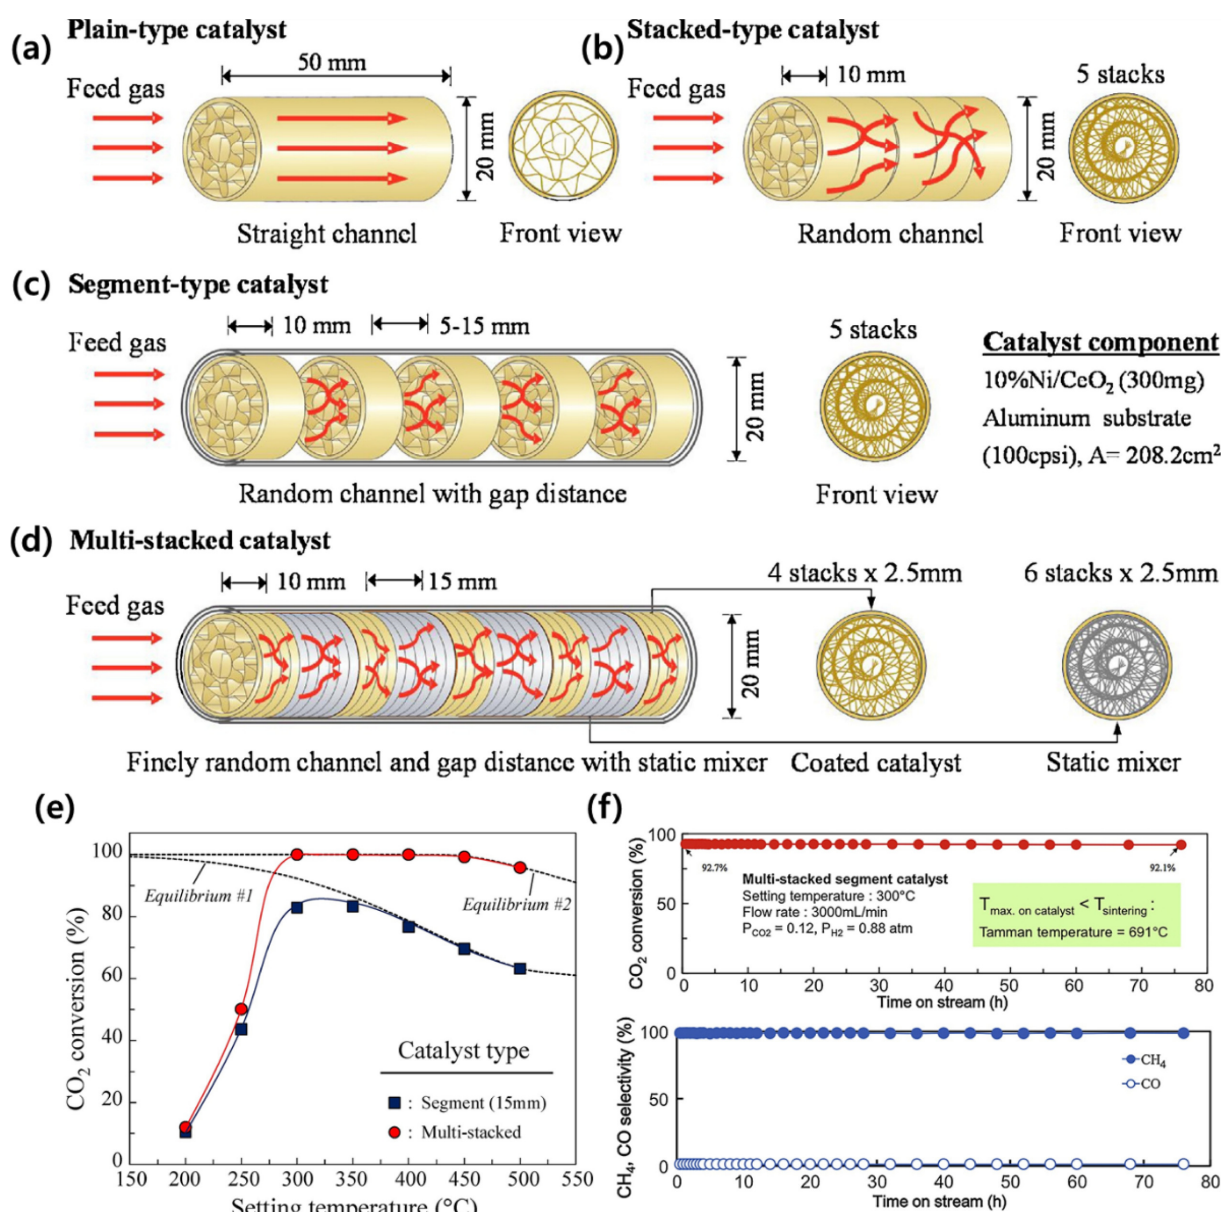 (a) Plain-type catalyst
50 mm
Feed gas
20 mm
Straight channel
Front view
(b) Stacked-type catalyst
10 mm
5 stacks
Feed gas
20 mm
Random channel
Front view
(c) Segment-type catalyst
10 mm
5-15 mm
Feed gas
20 mm
Random channel with gap distance
5 stacks
Front view
Catalyst component
10%Ni/CeO₂ (300mg)
Aluminum substrate
(100cpsi), A= 208.2cm²
(d) Multi-stacked catalyst
10 mm
15 mm
4 stacks x 2.5mm
6 stacks x 2.5mm
Feed gas
20 mm
Finely random channel and gap distance with static mixer
Coated catalyst
Static mixer
(e)
CO₂ conversion (%)
100
80
60
40
20
0
Equilibrium #1
Equilibrium #2
Catalyst type
: Segment (15mm)
: Multi-stacked
150 200 250 300 350 400 450 500 550
Setting temperature (°C)
(f)
CO₂ conversion (%)
100
50
0
92.7%
92.1%
Multi-stacked segment catalyst
Setting temperature : 300°C
Flow rate : 3000mL/min
P_CO2 = 0.12, P_H2 = 0.88 atm
T_max. on catalyst < T_sintering :
Tamman temperature = 691°C
0 10 20 30 40 50 60 70 80
Time on stream (h)
CH₄, CO selectivity (%)
100
50
0
CH₄
CO
0 10 20 30 40 50 60 70 80
Time on stream (h)